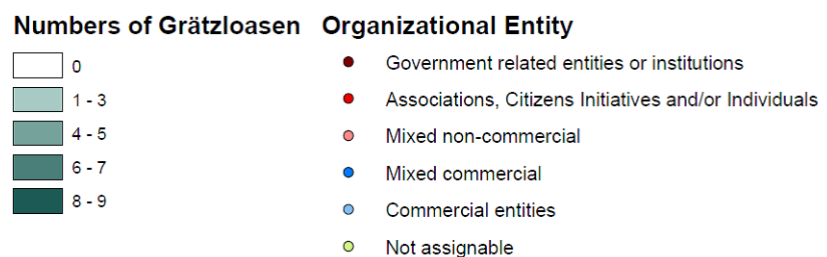 Numbers of Grätzloasen
0
1 - 3
4 - 5
6 - 7
8 - 9
Organizational Entity
Government related entities or institutions
Associations, Citizens Initiatives and/or Individuals
Mixed non-commercial
Mixed commercial
Commercial entities
Not assignable